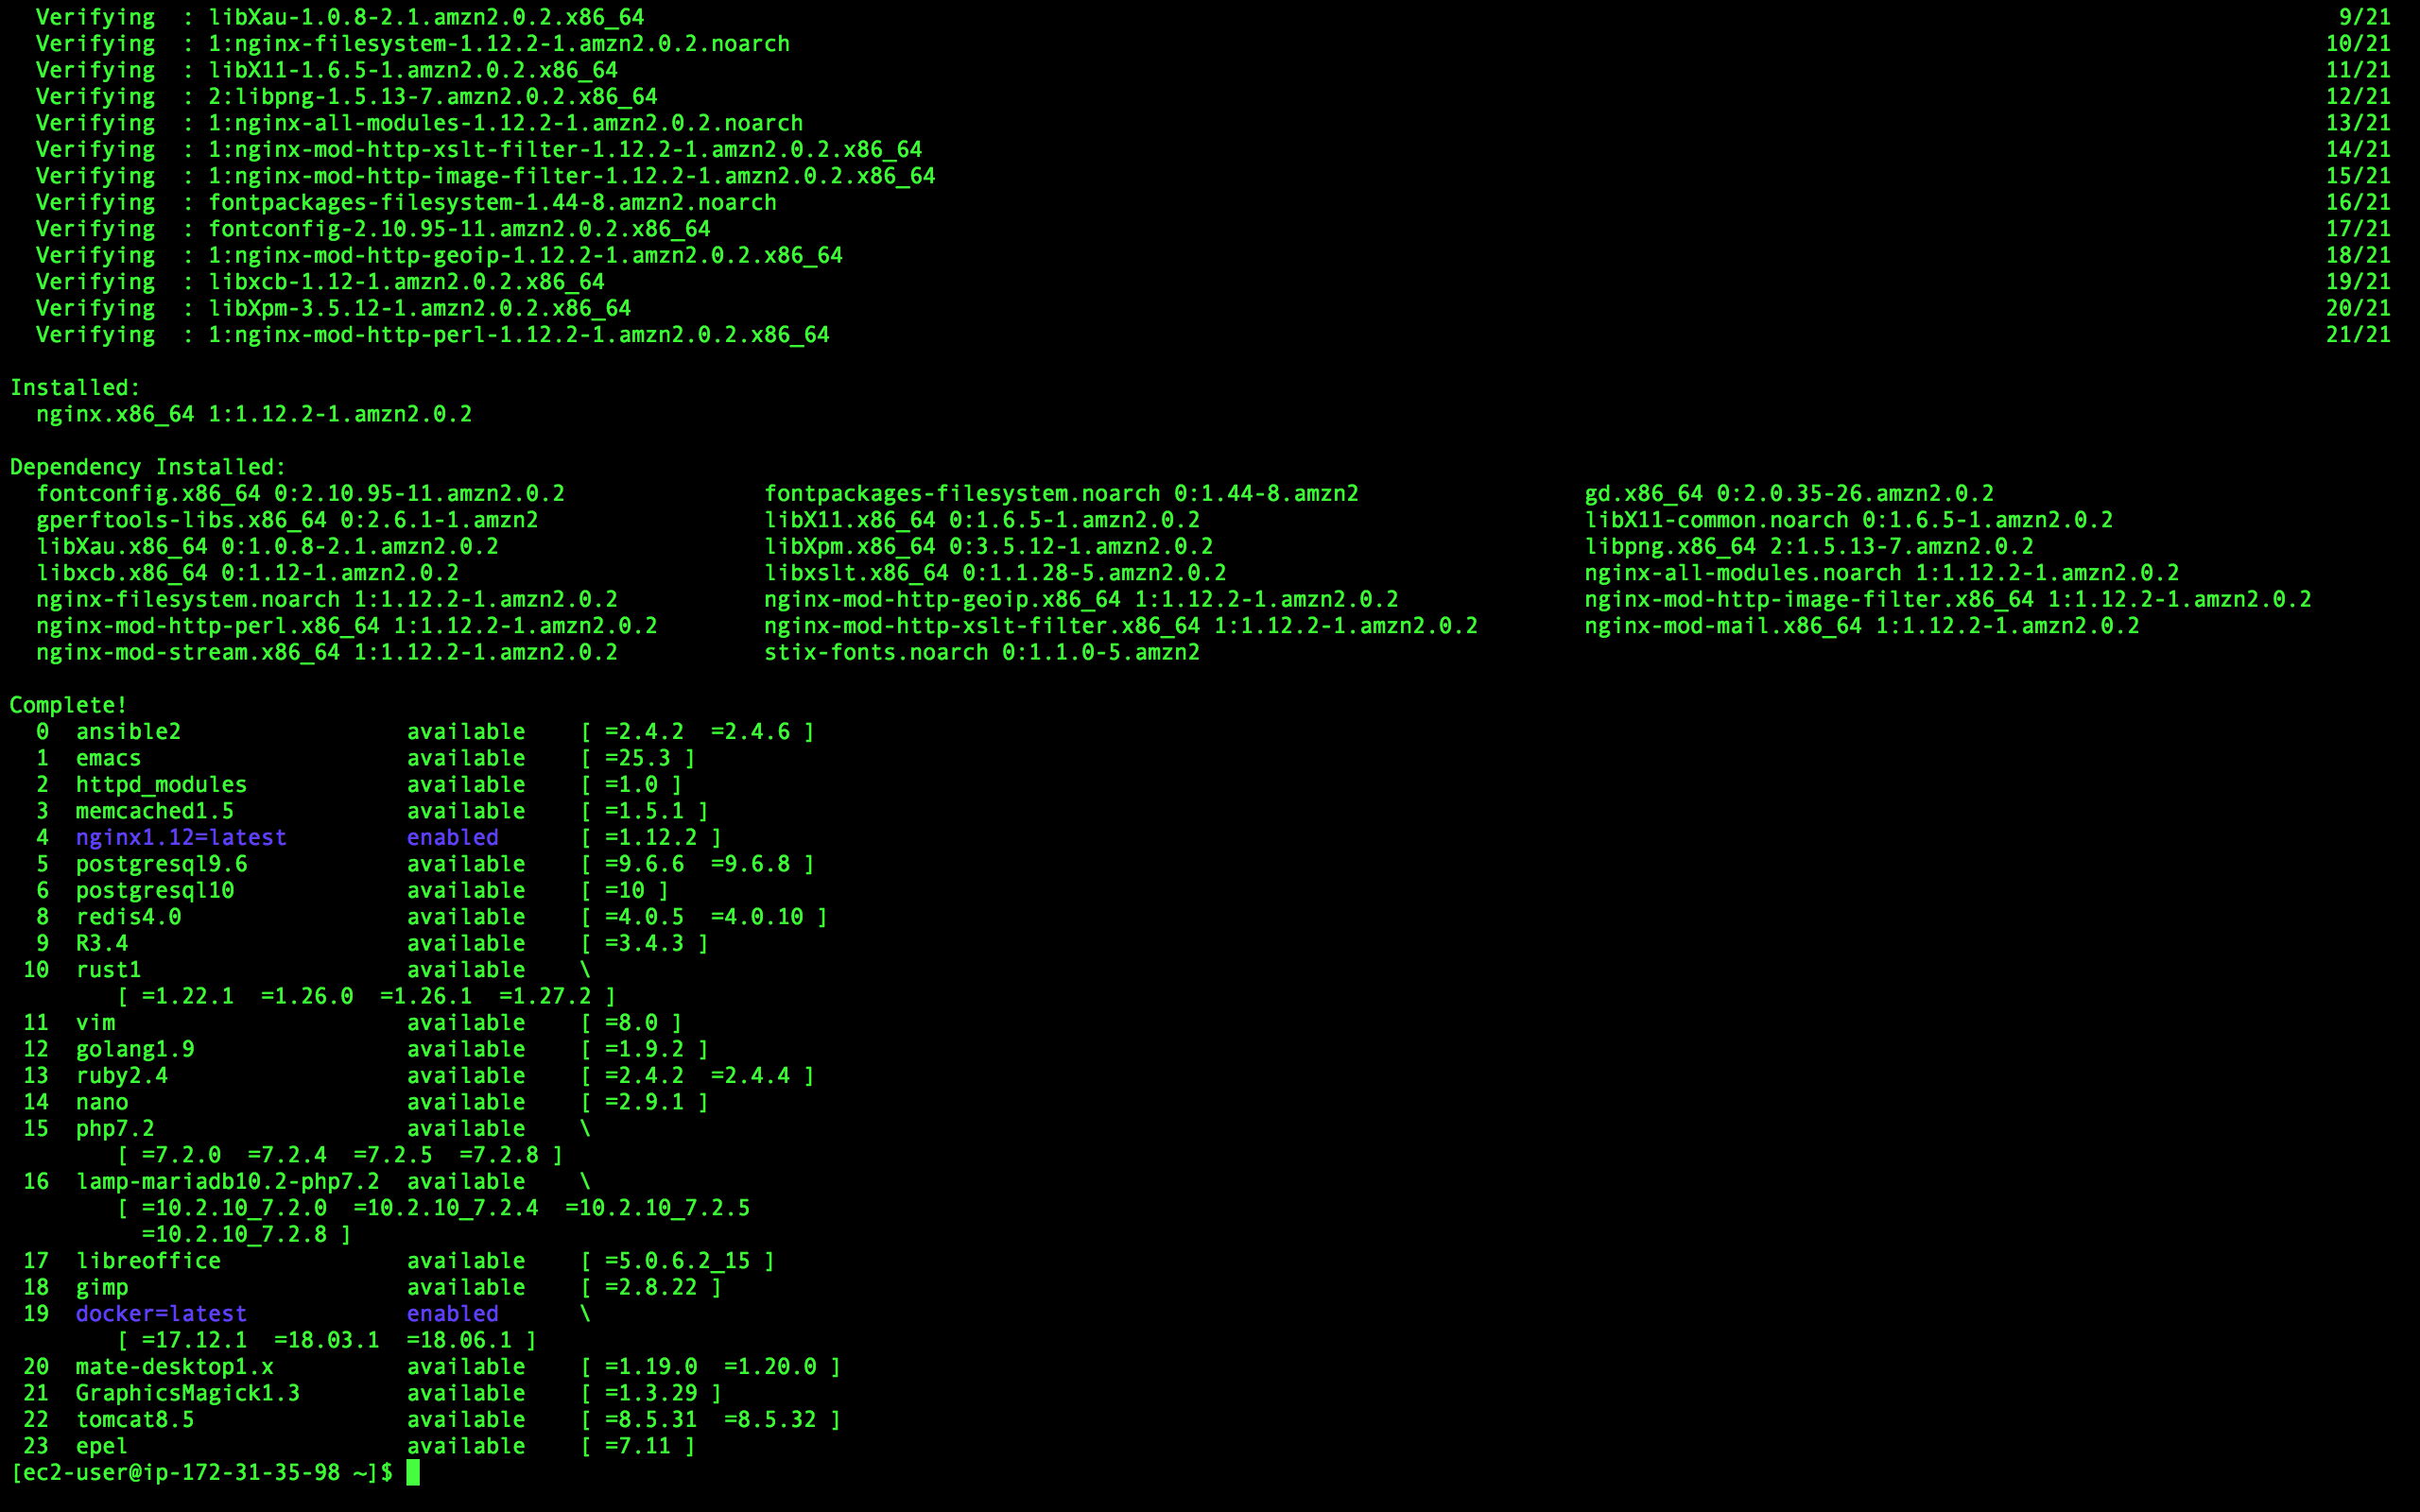 Verifying  : libXau-1.0.8-2.1.amzn2.0.2.x86_64 9/21
Verifying  : 1:nginx-filesystem-1.12.2-1.amzn2.0.2.noarch 10/21
Verifying  : libX11-1.6.5-1.amzn2.0.2.x86_64 11/21
Verifying  : 2:libpng-1.5.13-7.amzn2.0.2.x86_64 12/21
Verifying  : 1:nginx-all-modules-1.12.2-1.amzn2.0.2.noarch 13/21
Verifying  : 1:nginx-mod-http-xslt-filter-1.12.2-1.amzn2.0.2.x86_64 14/21
Verifying  : 1:nginx-mod-http-image-filter-1.12.2-1.amzn2.0.2.x86_64 15/21
Verifying  : fontpackages-filesystem-1.44-8.amzn2.noarch 16/21
Verifying  : fontconfig-2.10.95-11.amzn2.0.2.x86_64 17/21
Verifying  : 1:nginx-mod-http-geoip-1.12.2-1.amzn2.0.2.x86_64 18/21
Verifying  : libxcb-1.12-1.amzn2.0.2.x86_64 19/21
Verifying  : libXpm-3.5.12-1.amzn2.0.2.x86_64 20/21
Verifying  : 1:nginx-mod-http-perl-1.12.2-1.amzn2.0.2.x86_64 21/21
Installed:
nginx.x86_64 1:1.12.2-1.amzn2.0.2
Dependency Installed:
fontconfig.x86_64 0:2.10.95-11.amzn2.0.2 fontpackages-filesystem.noarch 0:1.44-8.amzn2 gd.x86_64 0:2.0.35-26.amzn2.0.2
gperftools-libs.x86_64 0:2.6.1-1.amzn2 libX11.x86_64 0:1.6.5-1.amzn2.0.2 libX11-common.noarch 0:1.6.5-1.amzn2.0.2
libXau.x86_64 0:1.0.8-2.1.amzn2.0.2 libXpm.x86_64 0:3.5.12-1.amzn2.0.2 libpng.x86_64 2:1.5.13-7.amzn2.0.2
libxcb.x86_64 0:1.12-1.amzn2.0.2 libxslt.x86_64 0:1.1.28-5.amzn2.0.2 nginx-all-modules.noarch 1:1.12.2-1.amzn2.0.2
nginx-filesystem.noarch 1:1.12.2-1.amzn2.0.2 nginx-mod-http-geoip.x86_64 1:1.12.2-1.amzn2.0.2 nginx-mod-http-image-filter.x86_64 1:1.12.2-1.amzn2.0.2
nginx-mod-http-perl.x86_64 1:1.12.2-1.amzn2.0.2 nginx-mod-http-xslt-filter.x86_64 1:1.12.2-1.amzn2.0.2 nginx-mod-mail.x86_64 1:1.12.2-1.amzn2.0.2
nginx-mod-stream.x86_64 1:1.12.2-1.amzn2.0.2 stix-fonts.noarch 0:1.1.0-5.amzn2
Complete!
0 ansible2 available [ =2.4.2 =2.4.6 ]
1 emacs available [ =25.3 ]
2 httpd_modules available [ =1.0 ]
3 memcached1.5 available [ =1.5.1 ]
4 nginx1.12=latest enabled [ =1.12.2 ]
5 postgresql9.6 available [ =9.6.6 =9.6.8 ]
6 postgresql10 available [ =10 ]
8 redis4.0 available [ =4.0.5 =4.0.10 ]
9 R3.4 available [ =3.4.3 ]
10 rust1 available \
[ =1.22.1 =1.26.0 =1.26.1 =1.27.2 ]
11 vim available [ =8.0 ]
12 golang1.9 available [ =1.9.2 ]
13 ruby2.4 available [ =2.4.2 =2.4.4 ]
14 nano available [ =2.9.1 ]
15 php7.2 available \
[ =7.2.0 =7.2.4 =7.2.5 =7.2.8 ]
16 lamp-mariadb10.2-php7.2 available \
[ =10.2.10_7.2.0 =10.2.10_7.2.4 =10.2.10_7.2.5
=10.2.10_7.2.8 ]
17 libreoffice available [ =5.0.6.2_15 ]
18 gimp available [ =2.8.22 ]
19 docker=latest enabled \
[ =17.12.1 =18.03.1 =18.06.1 ]
20 mate-desktop1.x available [ =1.19.0 =1.20.0 ]
21 GraphicsMagick1.3 available [ =1.3.29 ]
22 tomcat8.5 available [ =8.5.31 =8.5.32 ]
23 epel available [ =7.11 ]
[ec2-user@ip-172-31-35-98 ~]$